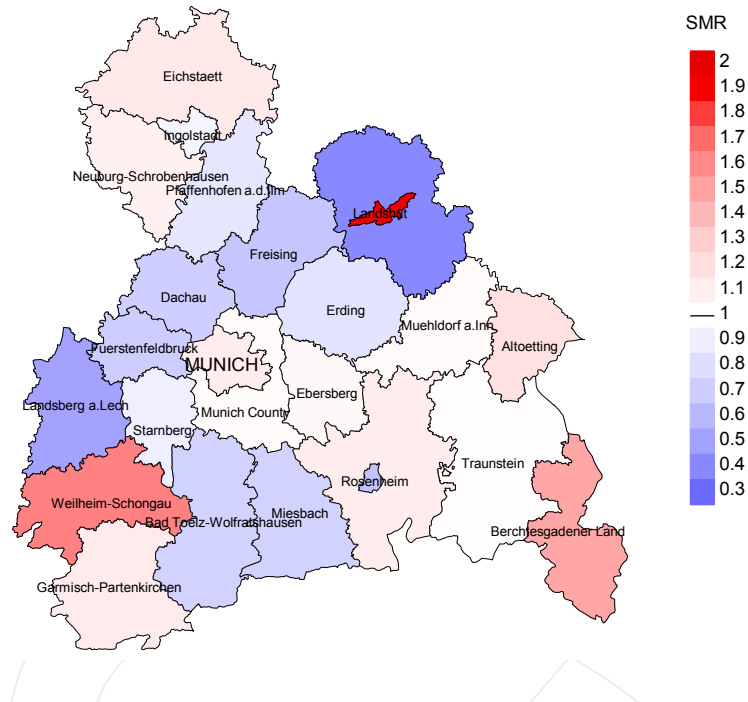 SMR
2
1.9
1.8
1.7
1.6
1.5
1.4
1.3
1.2
1.1
1
0.9
0.8
0.7
0.6
0.5
0.4
0.3
Eichstaett
Ingolstadt
Neuburg-Schrobenhausen
Pfaffenhofen a.d.Ilm
Landshut
Freising
Dachau
Erding
Muehldorf a.Inn
Altoetting
Fuerstenfeldbruck
MUNICH
Ebersberg
Landsberg a.Lech
Munich County
Starnberg
Traunstein
Rosenheim
Weilheim-Schongau
Miesbach
Bad Toelz-Wolfratshausen
Berchtesgadener Land
Garmisch-Partenkirchen